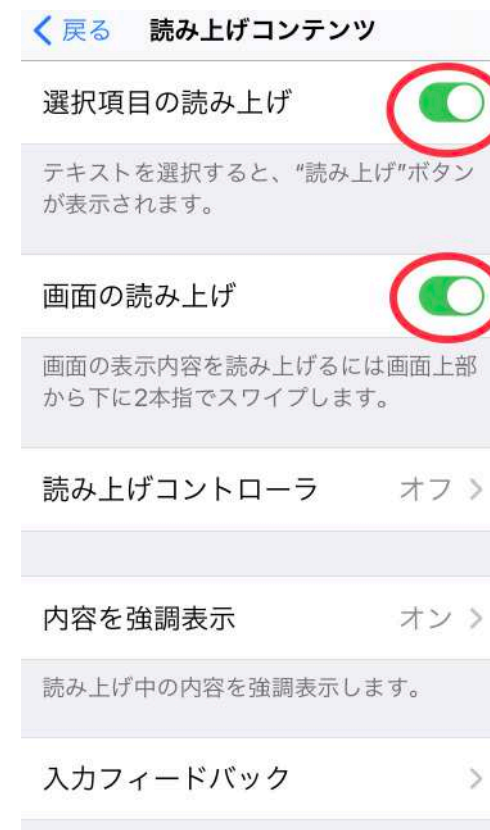 戻る 読み上げコンテンツ
選択項目の読み上げ
テキストを選択すると、“読み上げ”ボタン
が表示されます。
画面の読み上げ
画面の表示内容を読み上げるには画面上部
から下に2本指でスワイプします。
読み上げコントローラ オフ
内容を強調表示 オン
読み上げ中の内容を強調表示します。
入力フィードバック